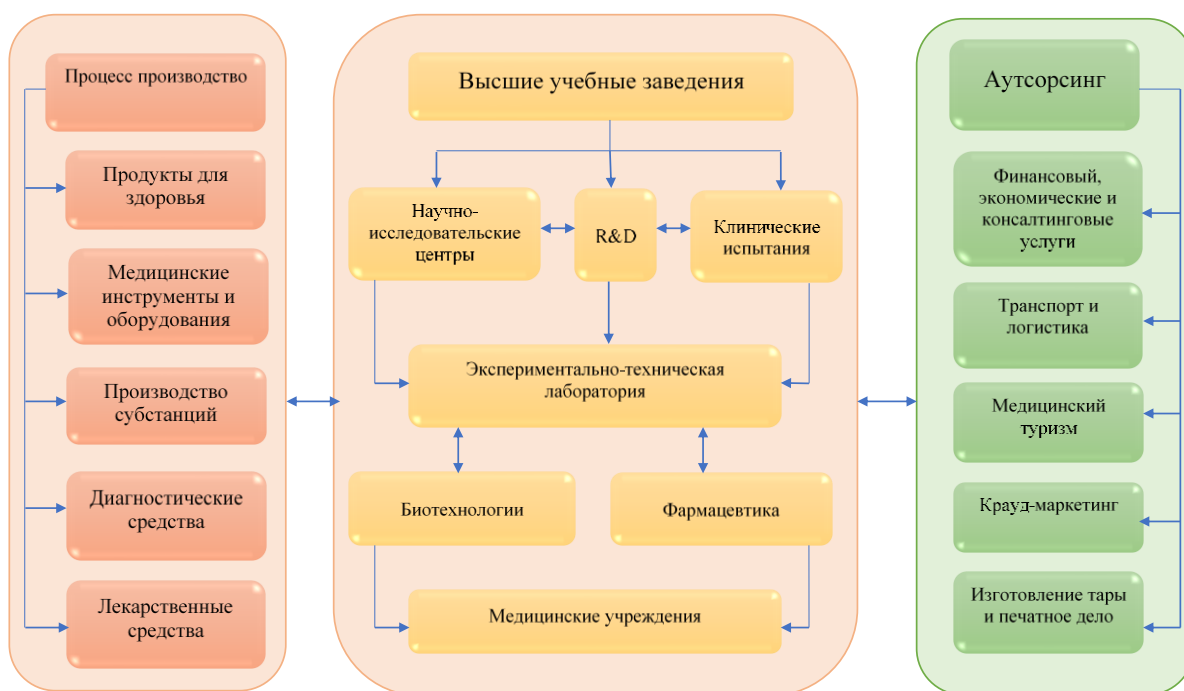 Процесс производство
Продукты для
здоровья
Медицинские
инструменты и
оборудования
Производство
субстанций
Диагностические
средства
Лекарственные
средства
Высшие учебные заведения
Научно-
исследовательские
центры
R&D
Клинические
испытания
Экспериментально-техническая
лаборатория
Биотехнологии
Фармацевтика
Медицинские учреждения
Аутсорсинг
Финансовый,
экономические и
консалтинговые
услуги
Транспорт и
логистика
Медицинский
туризм
Крауд-маркетинг
Изготовление тары
и печатное дело